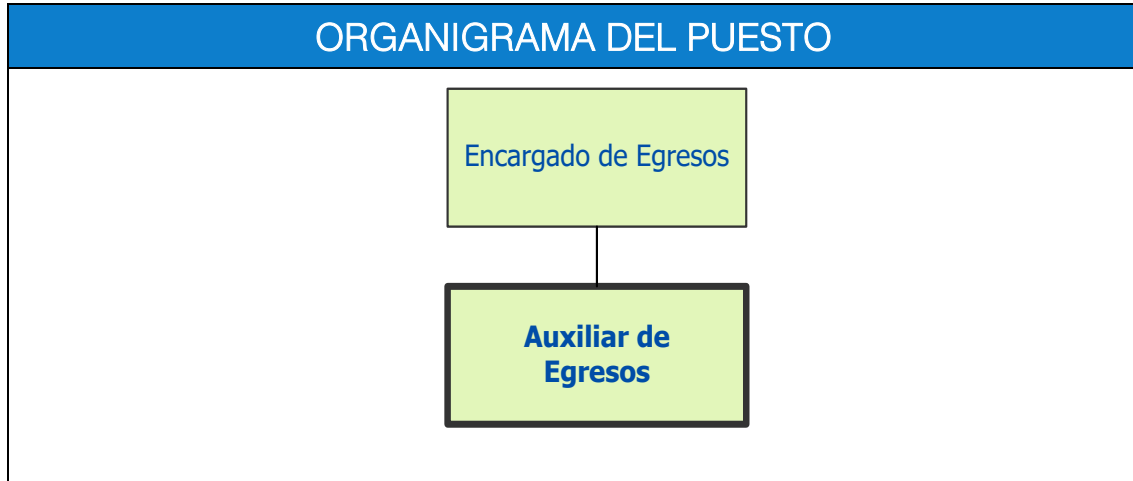 ORGANIGRAMA DEL PUESTO
Encargado de Egresos
Auxiliar de
Egresos